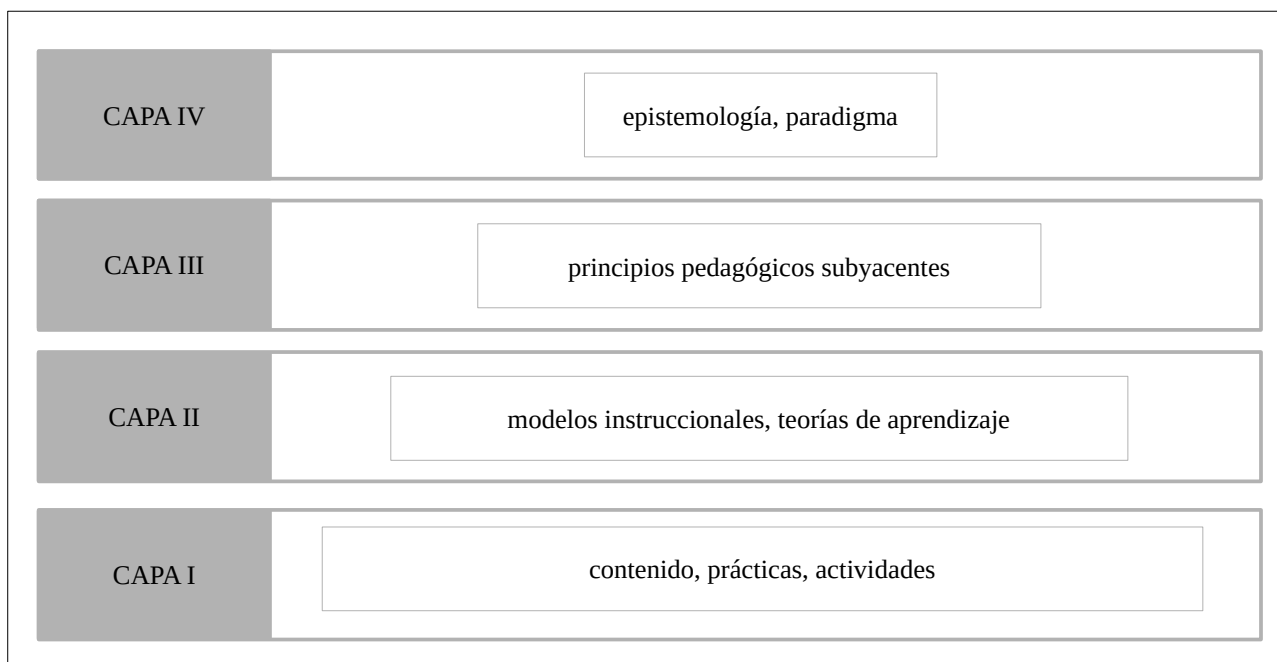 CAPA IV
epistemología, paradigma
CAPA III
principios pedagógicos subyacentes
CAPA II
modelos instruccionales, teorías de aprendizaje
CAPA I
contenido, prácticas, actividades